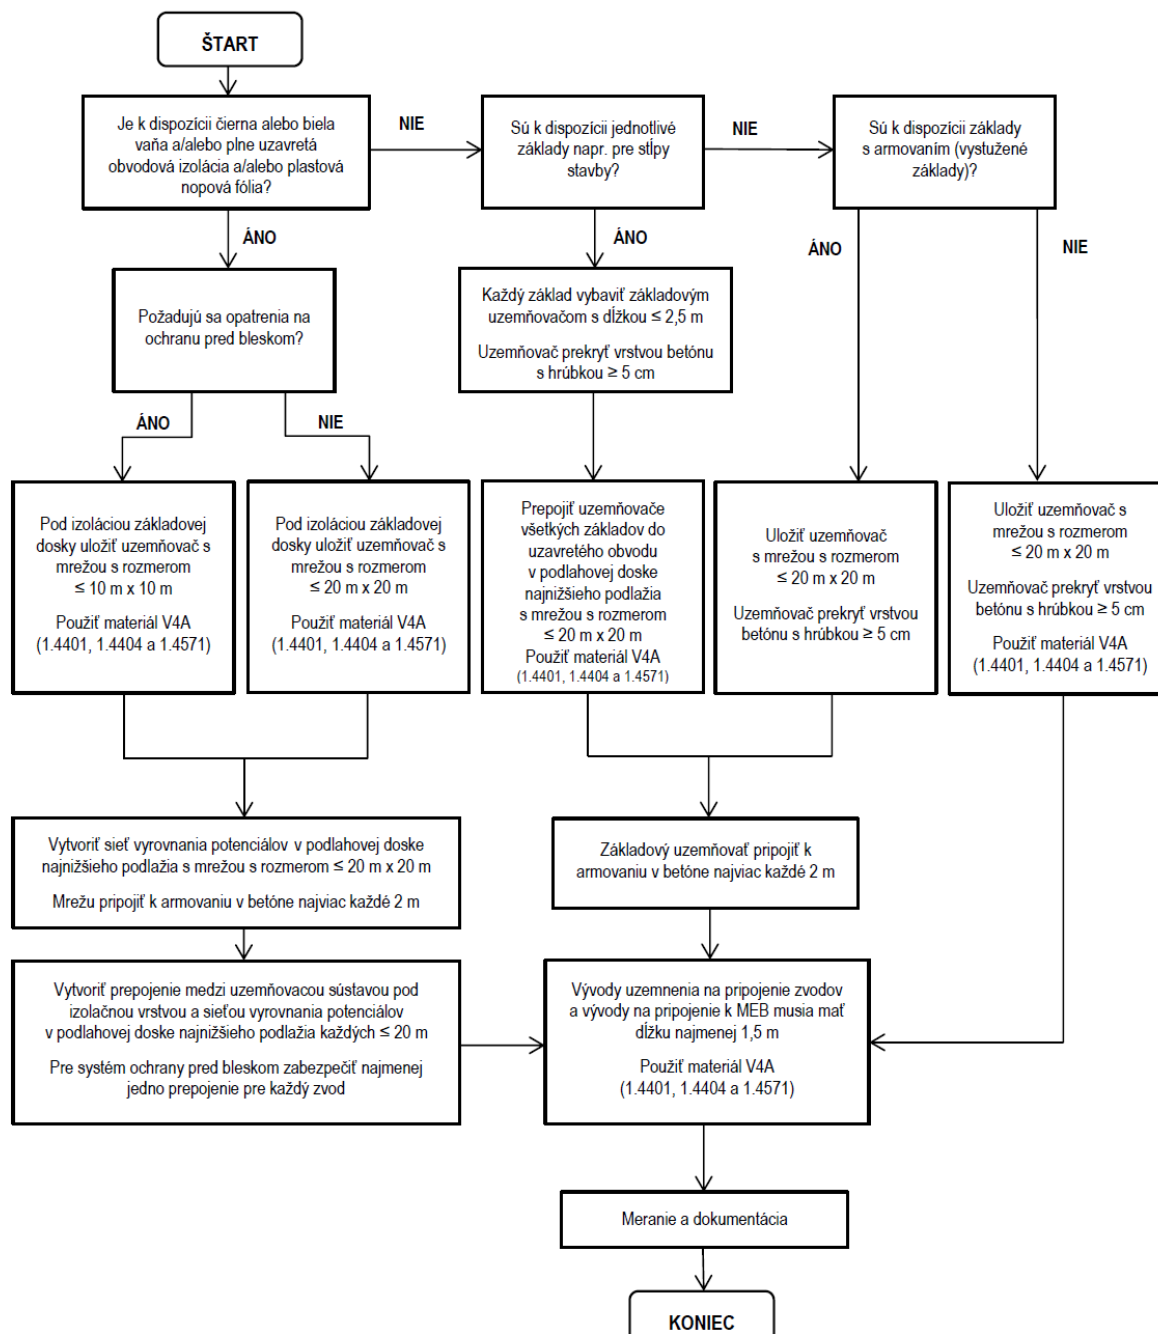 ŠTART
Je k dispozícii čierna alebo biela
vaňa a/alebo plne uzavretá
obvodová izolácia a/alebo plastová
nopová fólia?
NIE
Sú k dispozícii jednotlivé
základy napr. pre stĺpy
stavby?
NIE
Sú k dispozícii základy
s armovaním (vystužené
základy)?
ÁNO
ÁNO
ÁNO
NIE
Požadujú sa opatrenia na
ochranu pred bleskom?
Každý základ vybaviť základovým
uzemňovačom s dĺžkou ≤ 2,5 m
Uzemňovač prekryť vrstvou betónu
s hrúbkou ≥ 5 cm
ÁNO
NIE
Pod izoláciou základovej
dosky uložiť uzemňovač s
mrežou s rozmerom
≤ 10 m x 10 m
Použiť materiál V4A
(1.4401, 1.4404 a 1.4571)
Pod izoláciou základovej
dosky uložiť uzemňovač s
mrežou s rozmerom
≤ 20 m x 20 m
Použiť materiál V4A
(1.4401, 1.4404 a 1.4571)
Prepojiť uzemňovače
všetkých základov do
uzavretého obvodu
v podlahovej doske
najnižšieho podlažia
s mrežou s rozmerom
≤ 20 m x 20 m
Použiť materiál V4A
(1.4401, 1.4404 a 1.4571)
Uložiť uzemňovač
s mrežou s rozmerom
≤ 20 m x 20 m
Uzemňovač prekryť vrstvou
betónu s hrúbkou ≥ 5 cm
Uložiť uzemňovač s
mrežou s rozmerom
≤ 20 m x 20 m
Uzemňovač prekryť vrstvou
betónu s hrúbkou ≥ 5 cm
Použiť materiál V4A
(1.4401, 1.4404 a 1.4571)
Vytvoriť sieť vyrovnania potenciálov v podlahovej doske
najnižšieho podlažia s mrežou s rozmerom ≤ 20 m x 20 m
Mrežu pripojiť k armovaniu v betóne najviac každé 2 m
Základový uzemňovať pripojiť k
armovaniu v betóne najviac každé 2 m
Vytvoriť prepojenie medzi uzemňovacou sústavou pod
izolačnou vrstvou a sieťou vyrovnania potenciálov
v podlahovej doske najnižšieho podlažia každých ≤ 20 m
Pre systém ochrany pred bleskom zabezpečiť najmenej
jedno prepojenie pre každý zvod
Vývody uzemnenia na pripojenie zvodov
a vývody na pripojenie k MEB musia mať
dĺžku najmenej 1,5 m
Použiť materiál V4A
(1.4401, 1.4404 a 1.4571)
Meranie a dokumentácia
KONIEC